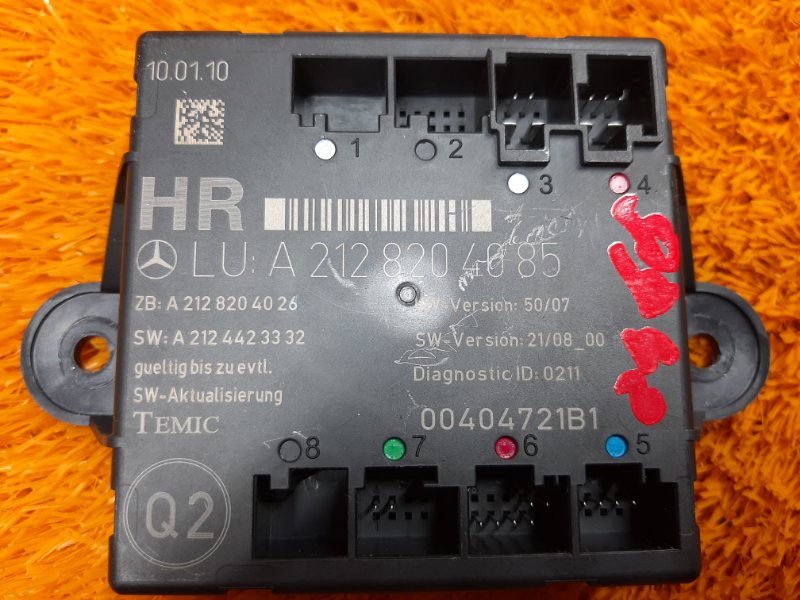 10.01.10
1
2
3
4
HR
LU: A 212 820 40 85
ZB: A 212 820 40 26
HW-Version: 50/07
SW: A 212 442 33 32
SW-Version: 21/08_00
gueltig bis zu evtl.
Diagnostic ID: 0211
SW-Aktualisierung
TEMIC
00404721B1
8
7
6
5
Q2